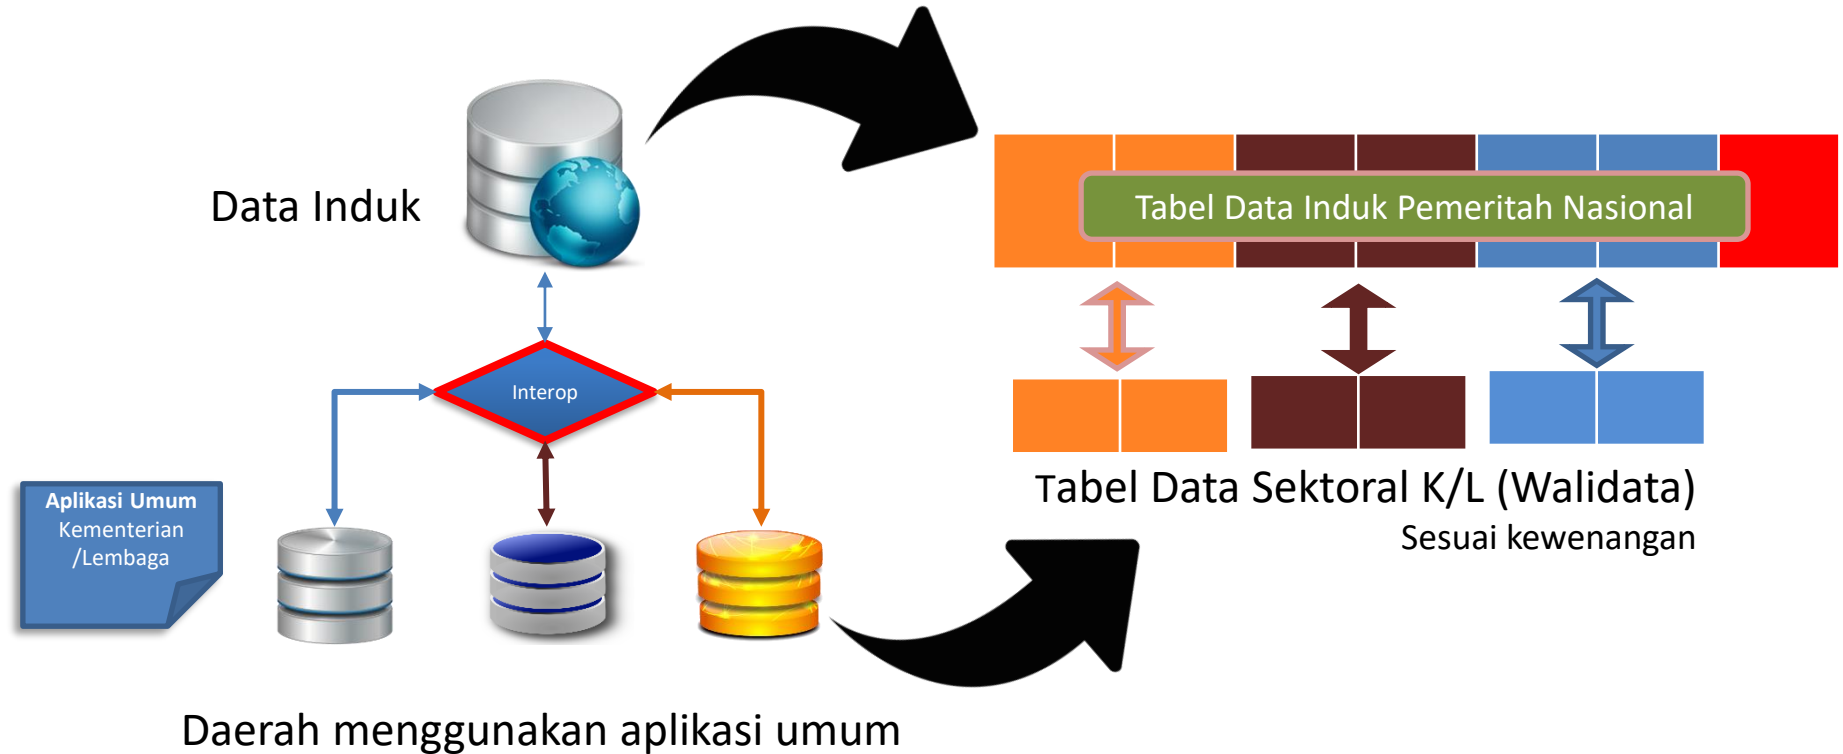 Data Induk
Tabel Data Induk Pemeritah Nasional
Interop
Aplikasi Umum
Kementerian
/Lembaga
Tabel Data Sektoral K/L (Walidata)
Sesuai kewenangan
Daerah menggunakan aplikasi umum